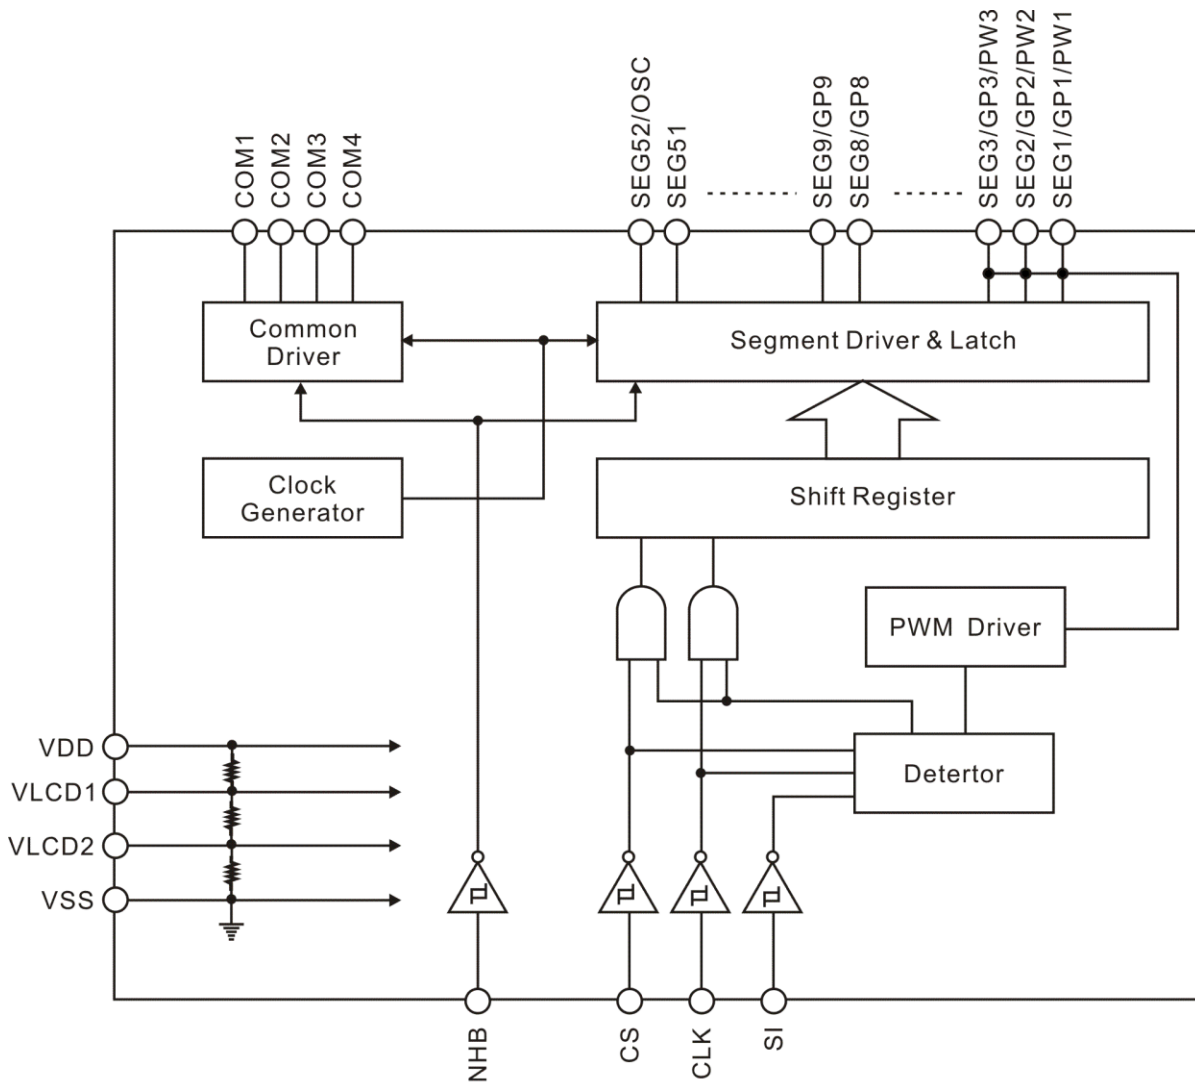 COM1
COM2
COM3
COM4
SEG52/OSC
SEG51
SEG9/GP9
SEG8/GP8
SEG3/GP3/PW3
SEG2/GP2/PW2
SEG1/GP1/PW1
Common
Driver
Segment Driver & Latch
Clock
Generator
Shift Register
PWM Driver
Detertor
VDD
VLCD1
VLCD2
VSS
NHB
CS
CLK
SI